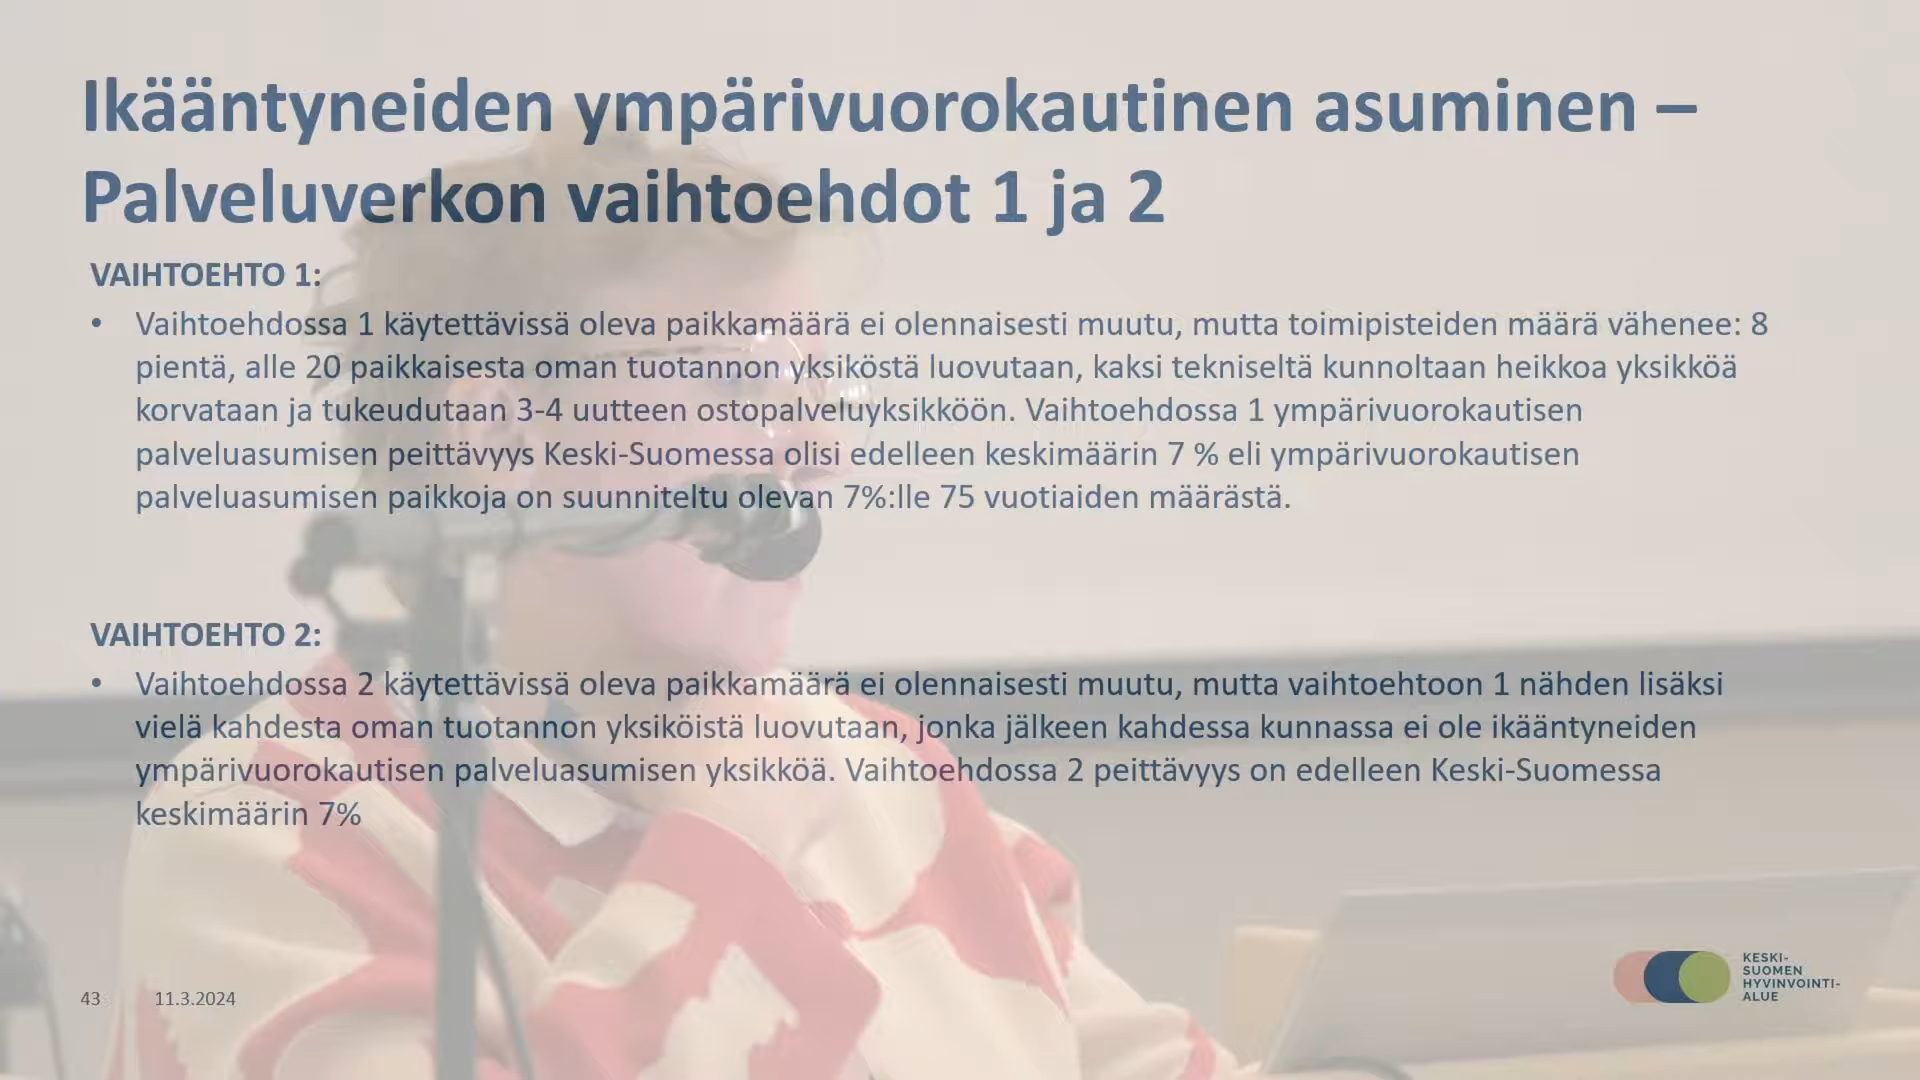 Ikääntyneiden ympärivuorokautinen asuminen –
Palveluverkon vaihtoehdot 1 ja 2
VAIHTOEHTO 1:
• Vaihtoehdossa 1 käytettävissä oleva paikkamäärä ei olennaisesti muutu, mutta toimipisteiden määrä vähenee: 8
pientä, alle 20 paikkaisesta oman tuotannon yksiköstä luovutaan, kaksi tekniseltä kunnoltaan heikkoa yksikköä
korvataan ja tukeudutaan 3-4 uutteen ostopalveluyksikköön. Vaihtoehdossa 1 ympärivuorokautisen
palveluasumisen peittävyys Keski-Suomessa olisi edelleen keskimäärin 7 % eli ympärivuorokautisen
palveluasumisen paikkoja on suunniteltu olevan 7%:lle 75 vuotiaiden määrästä.
VAIHTOEHTO 2:
• Vaihtoehdossa 2 käytettävissä oleva paikkamäärä ei olennaisesti muutu, mutta vaihtoehtoon 1 nähden lisäksi
vielä kahdesta oman tuotannon yksiköistä luovutaan, jonka jälkeen kahdessa kunnassa ei ole ikääntyneiden
ympärivuorokautisen palveluasumisen yksikköä. Vaihtoehdossa 2 peittävyys on edelleen Keski-Suomessa
keskimäärin 7%
43 11.3.2024
KESKI-
SUOMEN
HYVINVOINTI-
ALUE